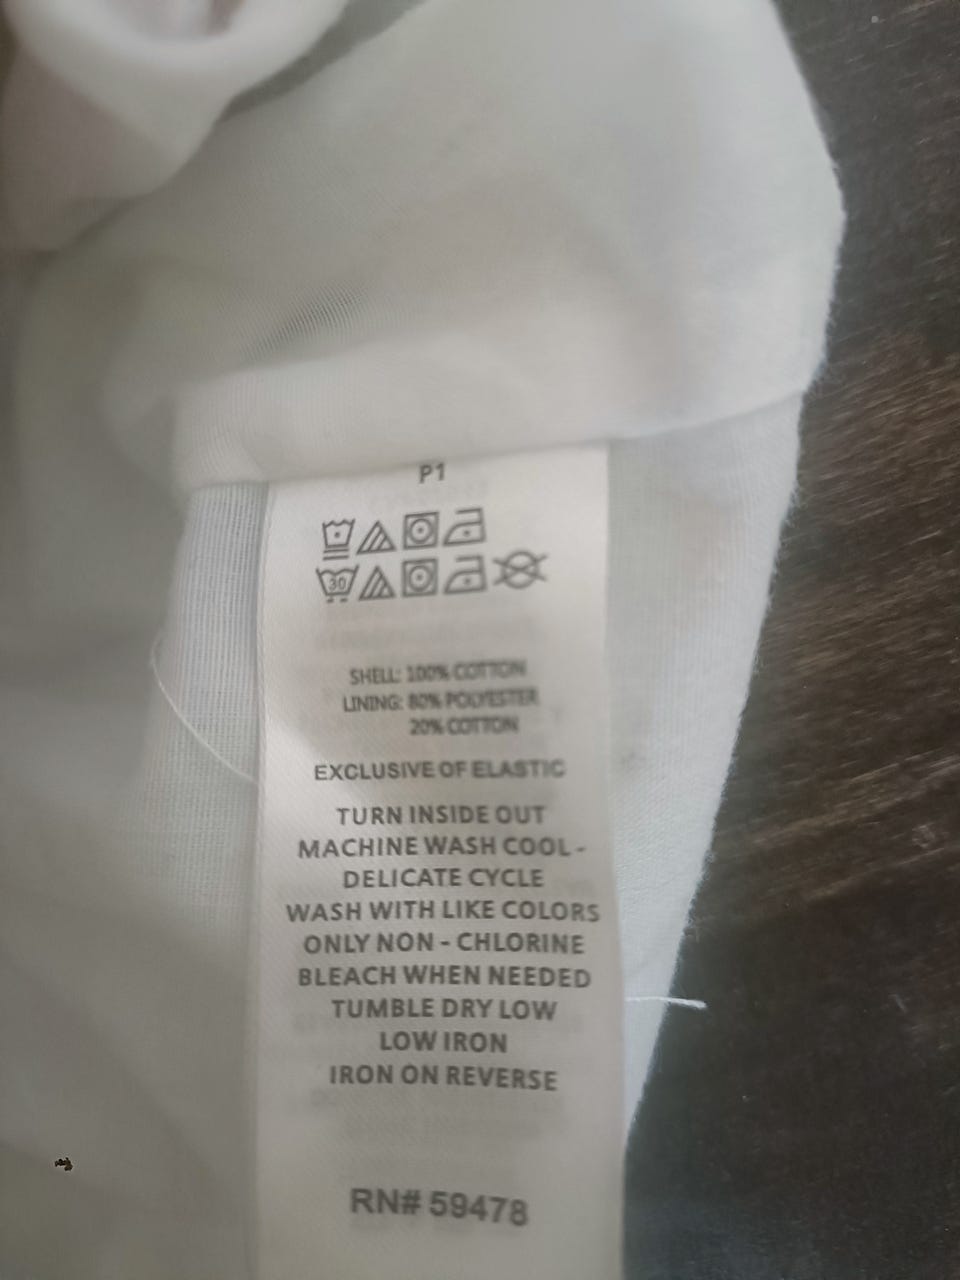 P1
30
SHELL: 100% COTTON
LINING: 80% POLYESTER
20% COTTON
EXCLUSIVE OF ELASTIC
TURN INSIDE OUT
MACHINE WASH COOL -
DELICATE CYCLE
WASH WITH LIKE COLORS
ONLY NON - CHLORINE
BLEACH WHEN NEEDED
TUMBLE DRY LOW
LOW IRON
IRON ON REVERSE
RN# 59478